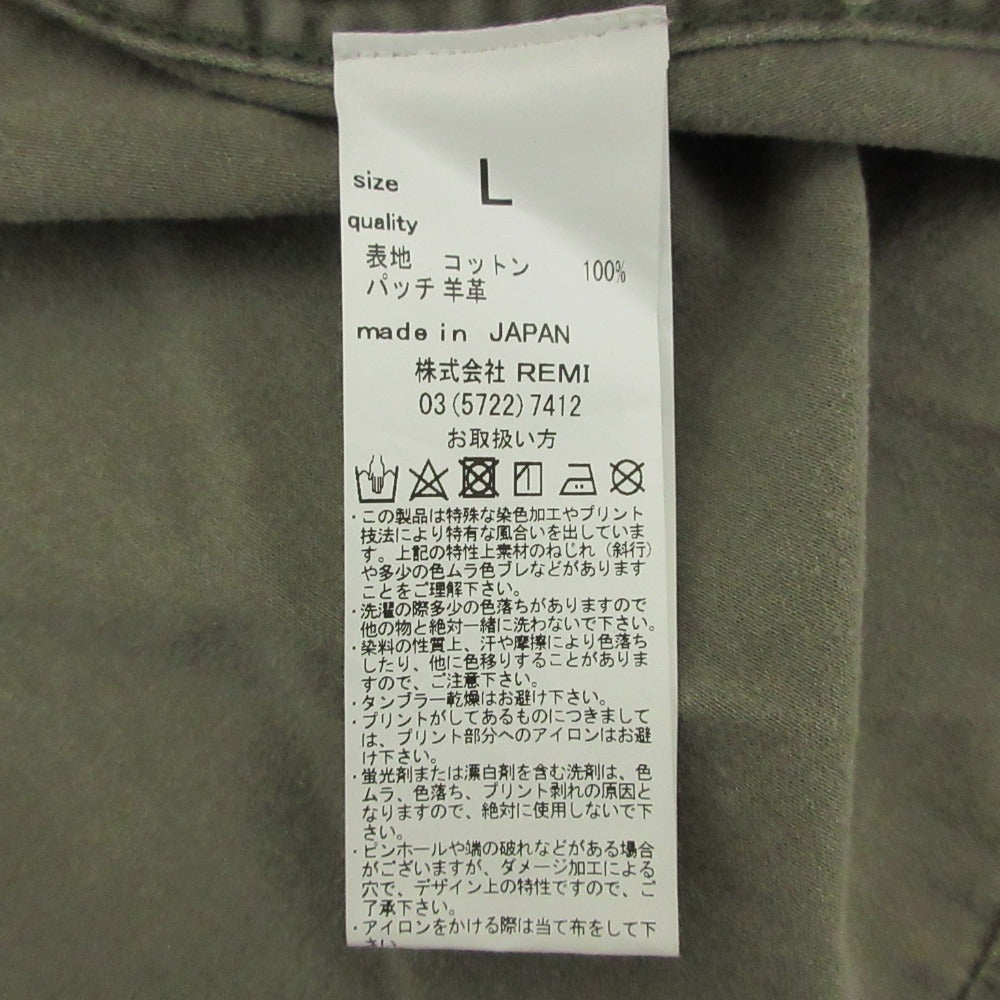 size L
quality
表地 コットン 100%
パッチ 羊革
made in JAPAN
株式会社 REMI
03(5722)7412
お取扱い方
・この製品は特殊な染色加工やプリント
技法により特有な風合いを出していま
す。上記の特性上素材のねじれ（斜行）
や多少の色ムラ色ブレなどがあります
ことをご理解下さい。
・洗濯の際多少の色落ちがありますので
他の物と絶対一緒に洗わないで下さい。
・染料の性質上、汗や摩擦により色落ち
したり、他に色移りすることがありま
すので、ご注意下さい。
・タンブラー乾燥はお避け下さい。
・プリントがしてあるものにつきまして
は、プリント部分へのアイロンはお避
け下さい。
・蛍光剤または漂白剤を含む洗剤は、色
ムラ、色落ち、プリント剥れの原因と
なりますので、絶対に使用しないで下
さい。
・ピンホールや端の破れなどがある場合
がございますが、ダメージ加工による
穴で、デザイン上の特性ですので、ご
了承下さい。
・アイロンをかける際は当て布をして下
さい